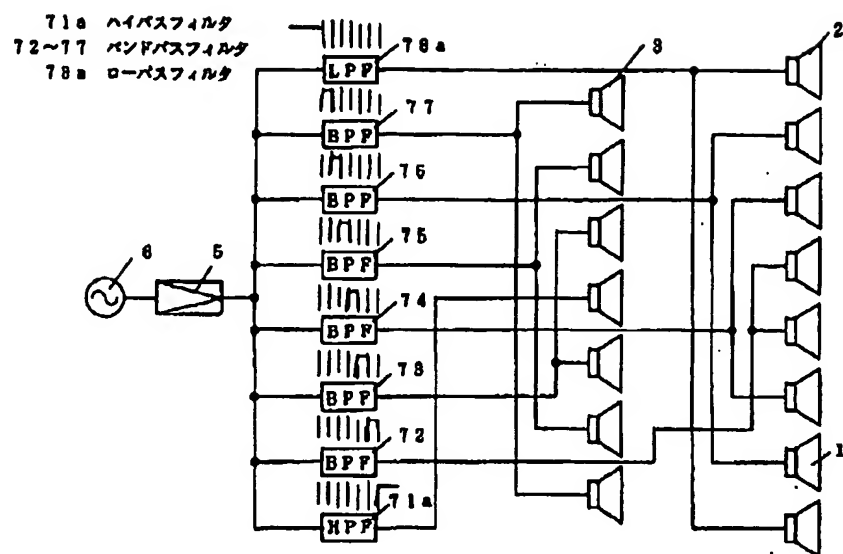 71a ハイパスフィルタ
72~77 バンドパスフィルタ
78a ローパスフィルタ
78a
LPF
77
BPF
76
BPF
75
BPF
74
BPF
73
BPF
72
BPF
71a
HPF
6
5
3
2
1